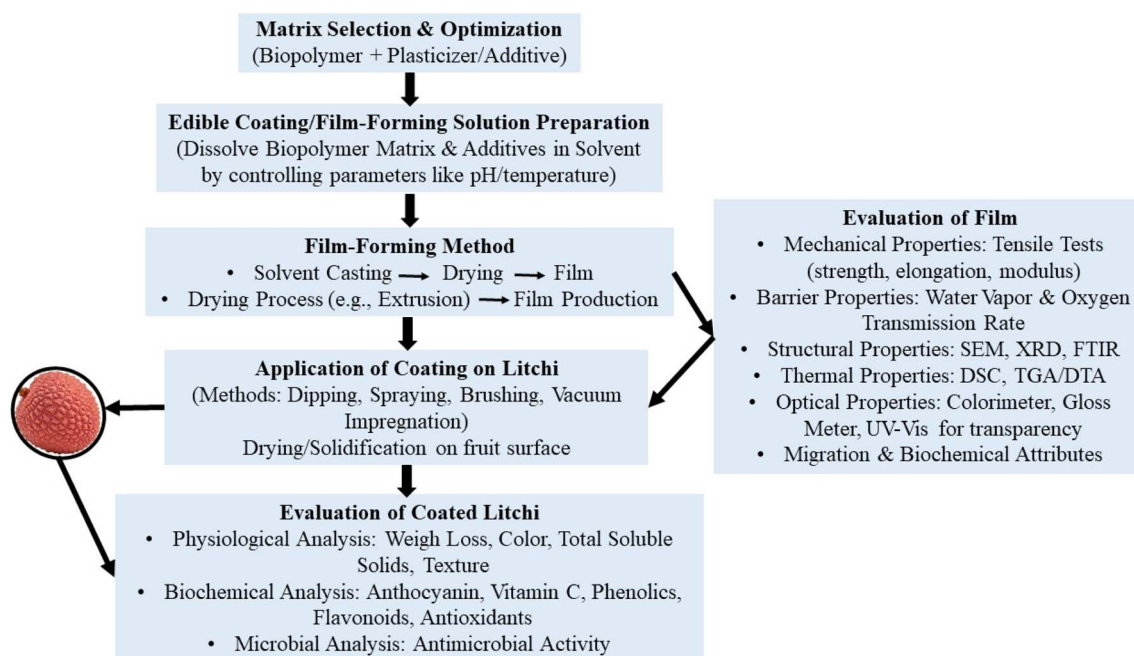 Matrix Selection & Optimization
(Biopolymer + Plasticizer/Additive)
Edible Coating/Film-Forming Solution Preparation
(Dissolve Biopolymer Matrix & Additives in Solvent
by controlling parameters like pH/temperature)
Film-Forming Method
• Solvent Casting → Drying → Film
• Drying Process (e.g., Extrusion) → Film Production
Evaluation of Film
• Mechanical Properties: Tensile Tests
(strength, elongation, modulus)
• Barrier Properties: Water Vapor & Oxygen
Transmission Rate
• Structural Properties: SEM, XRD, FTIR
• Thermal Properties: DSC, TGA/DTA
• Optical Properties: Colorimeter, Gloss
Meter, UV-Vis for transparency
• Migration & Biochemical Attributes
Application of Coating on Litchi
(Methods: Dipping, Spraying, Brushing, Vacuum
Impregnation)
Drying/Solidification on fruit surface
Evaluation of Coated Litchi
• Physiological Analysis: Weigh Loss, Color, Total Soluble
Solids, Texture
• Biochemical Analysis: Anthocyanin, Vitamin C, Phenolics,
Flavonoids, Antioxidants
• Microbial Analysis: Antimicrobial Activity